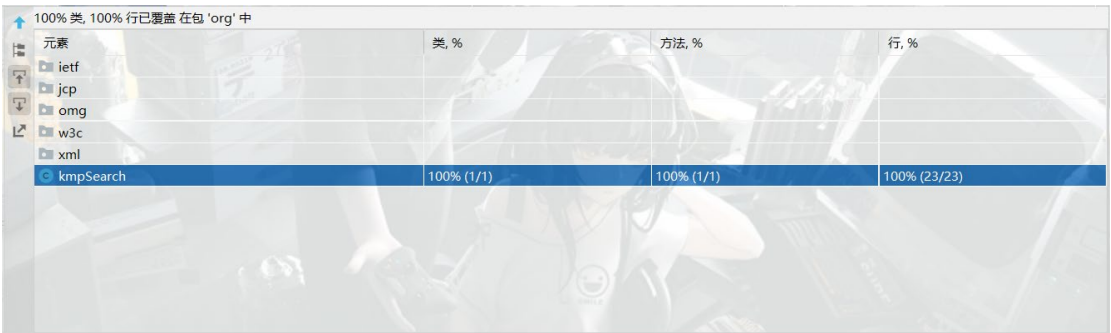 100% 类, 100% 行已覆盖 在包 'org' 中
元素 类, % 方法, % 行, %
ietf
jcp
omg
w3c
xml
kmpSearch 100% (1/1) 100% (1/1) 100% (23/23)